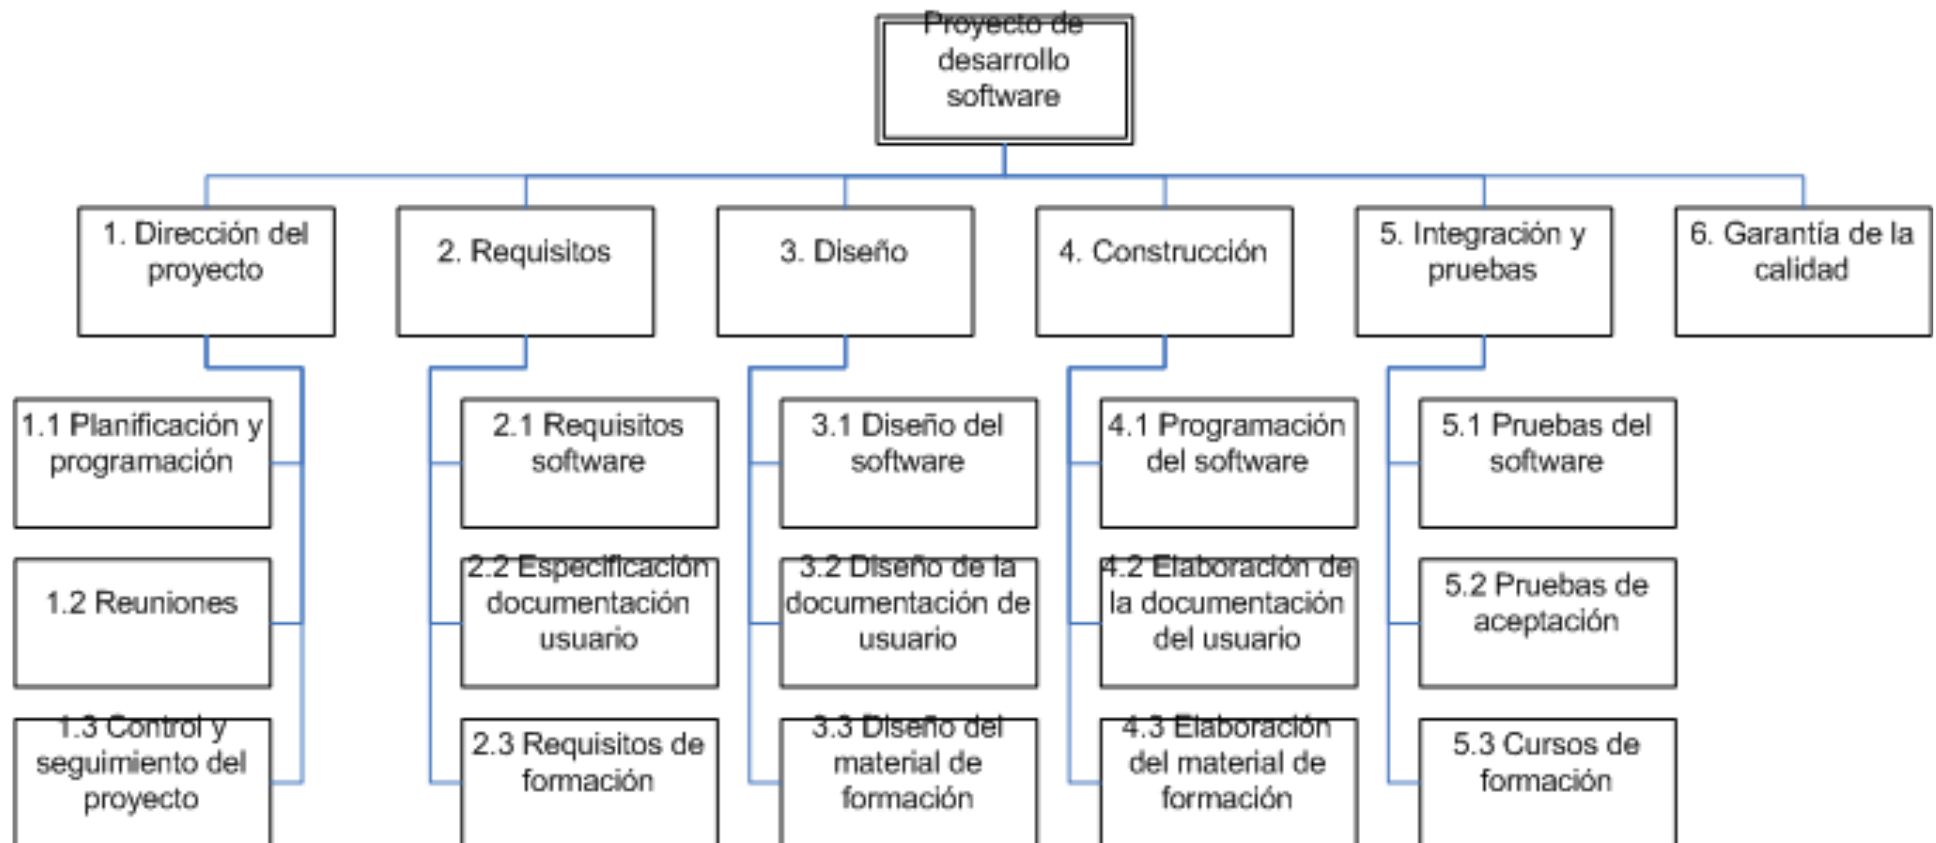 Proyecto de
desarrollo
software
1. Dirección del
proyecto
2. Requisitos
3. Diseño
4. Construcción
5. Integración y
pruebas
6. Garantía de la
calidad
1.1 Planificación y
programación
2.1 Requisitos
software
3.1 Diseño del
software
4.1 Programación
del software
5.1 Pruebas del
software
1.2 Reuniones
2.2 Especificación
documentación
usuario
3.2 Diseño de la
documentación de
usuario
4.2 Elaboración de
la documentación
del usuario
5.2 Pruebas de
aceptación
1.3 Control y
seguimiento del
proyecto
2.3 Requisitos de
formación
3.3 Diseño del
material de
formación
4.3 Elaboración
del material de
formación
5.3 Cursos de
formación